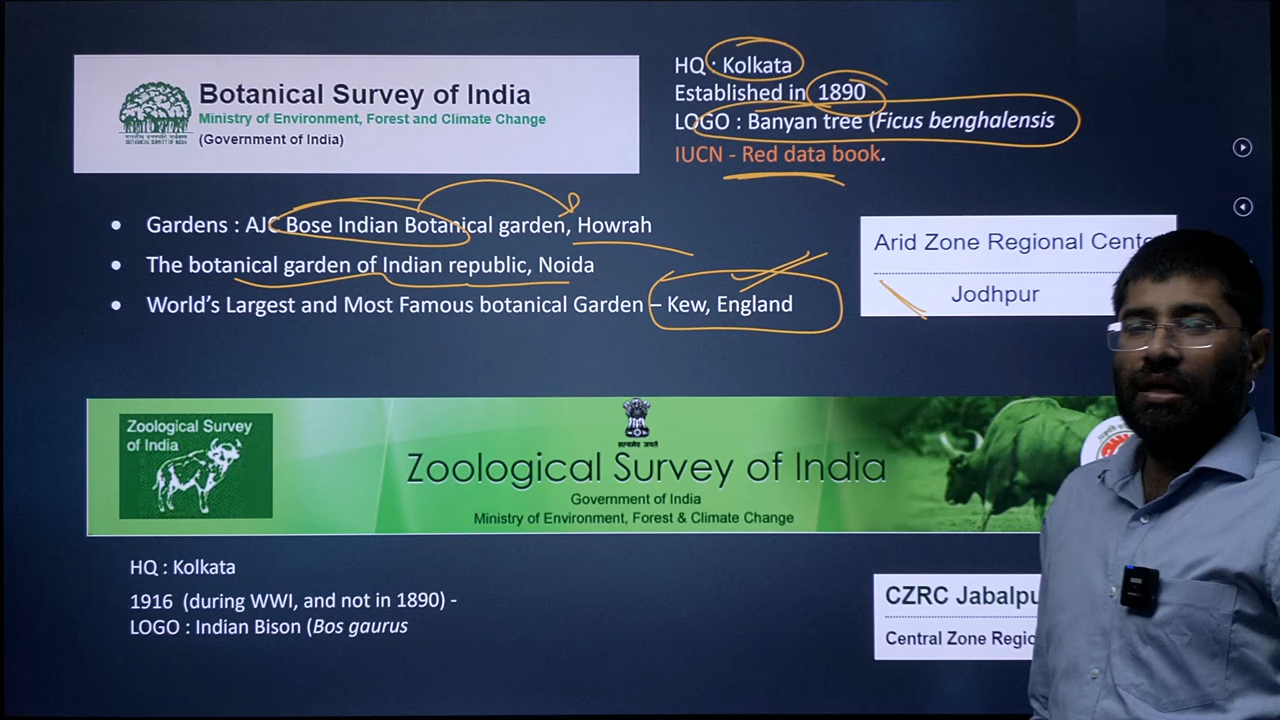 Botanical Survey of India
Ministry of Environment, Forest and Climate Change
(Government of India)
HQ : Kolkata
Established in 1890
LOGO : Banyan tree (Ficus benghalensis
IUCN - Red data book.
• Gardens : AJC Bose Indian Botanical garden, Howrah
• The botanical garden of Indian republic, Noida
• World’s Largest and Most Famous botanical Garden – Kew, England
Arid Zone Regional Cente
Jodhpur
Zoological Survey
of India
सत्यमेव जयते
Zoological Survey of India
Government of India
Ministry of Environment, Forest & Climate Change
HQ : Kolkata
1916 (during WWI, and not in 1890) -
LOGO : Indian Bison (Bos gaurus
CZRC Jabalpu
Central Zone Regio